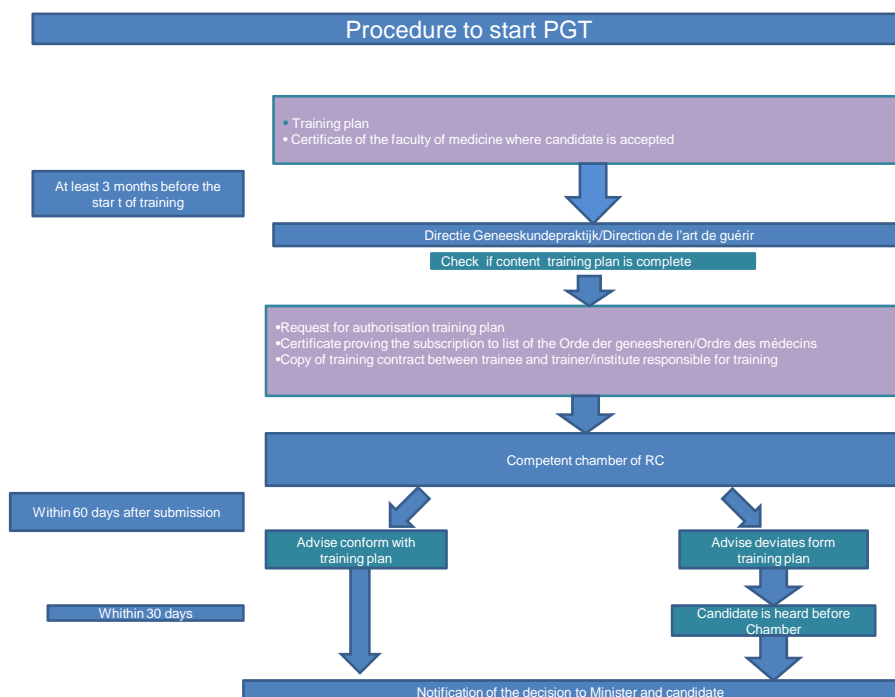 Procedure to start PGT
• Training plan
• Certificate of the faculty of medicine where candidate is accepted
At least 3 months before the
star t of training
Directie Geneeskundepraktijk/Direction de l'art de guérir
Check if content training plan is complete
•Request for authorisation training plan
•Certificate proving the subscription to list of the Orde der geneesheren/Ordre des médecins
•Copy of training contract between trainee and trainer/institute responsible for training
Competent chamber of RC
Within 60 days after submission
Advise conform with
training plan
Advise deviates form
training plan
Whithin 30 days
Candidate is heard before
Chamber
Notification of the decision to Minister and candidate